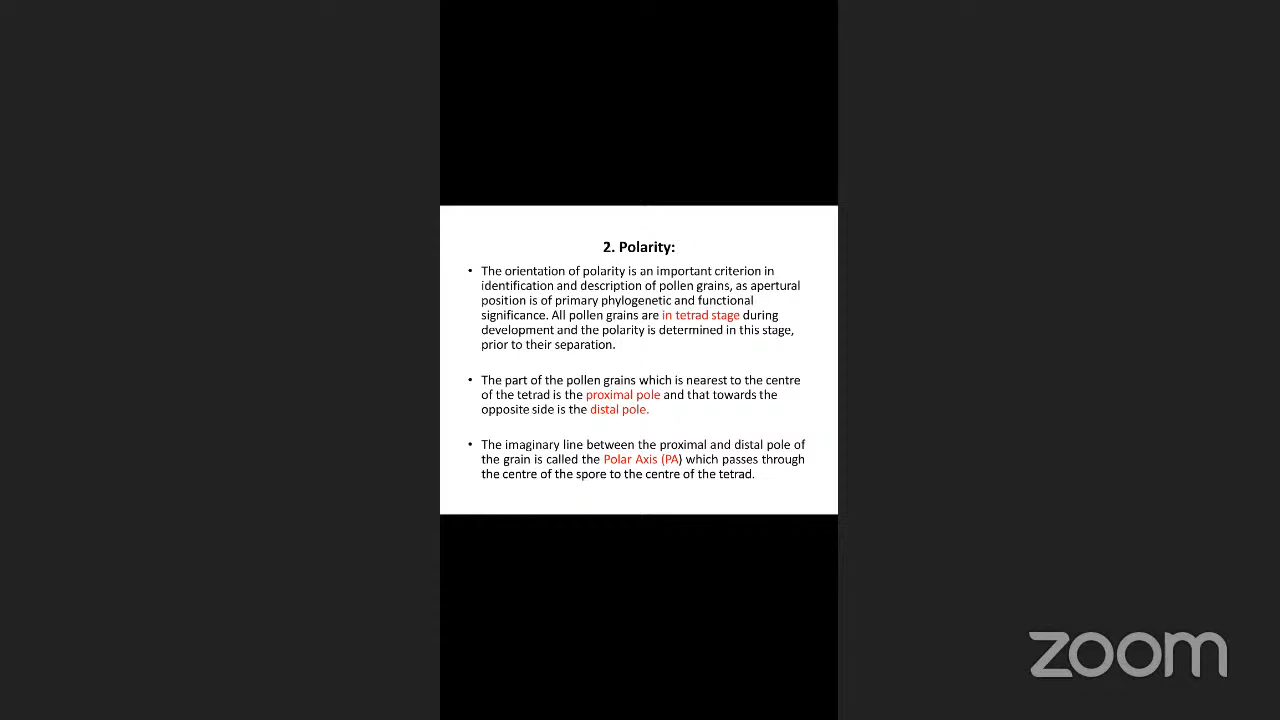 2. Polarity:
• The orientation of polarity is an important criterion in
identification and description of pollen grains, as apertural
position is of primary phylogenetic and functional
significance. All pollen grains are in tetrad stage during
development and the polarity is determined in this stage,
prior to their separation.
• The part of the pollen grains which is nearest to the centre
of the tetrad is the proximal pole and that towards the
opposite side is the distal pole.
• The imaginary line between the proximal and distal pole of
the grain is called the Polar Axis (PA) which passes through
the centre of the spore to the centre of the tetrad.
zoom